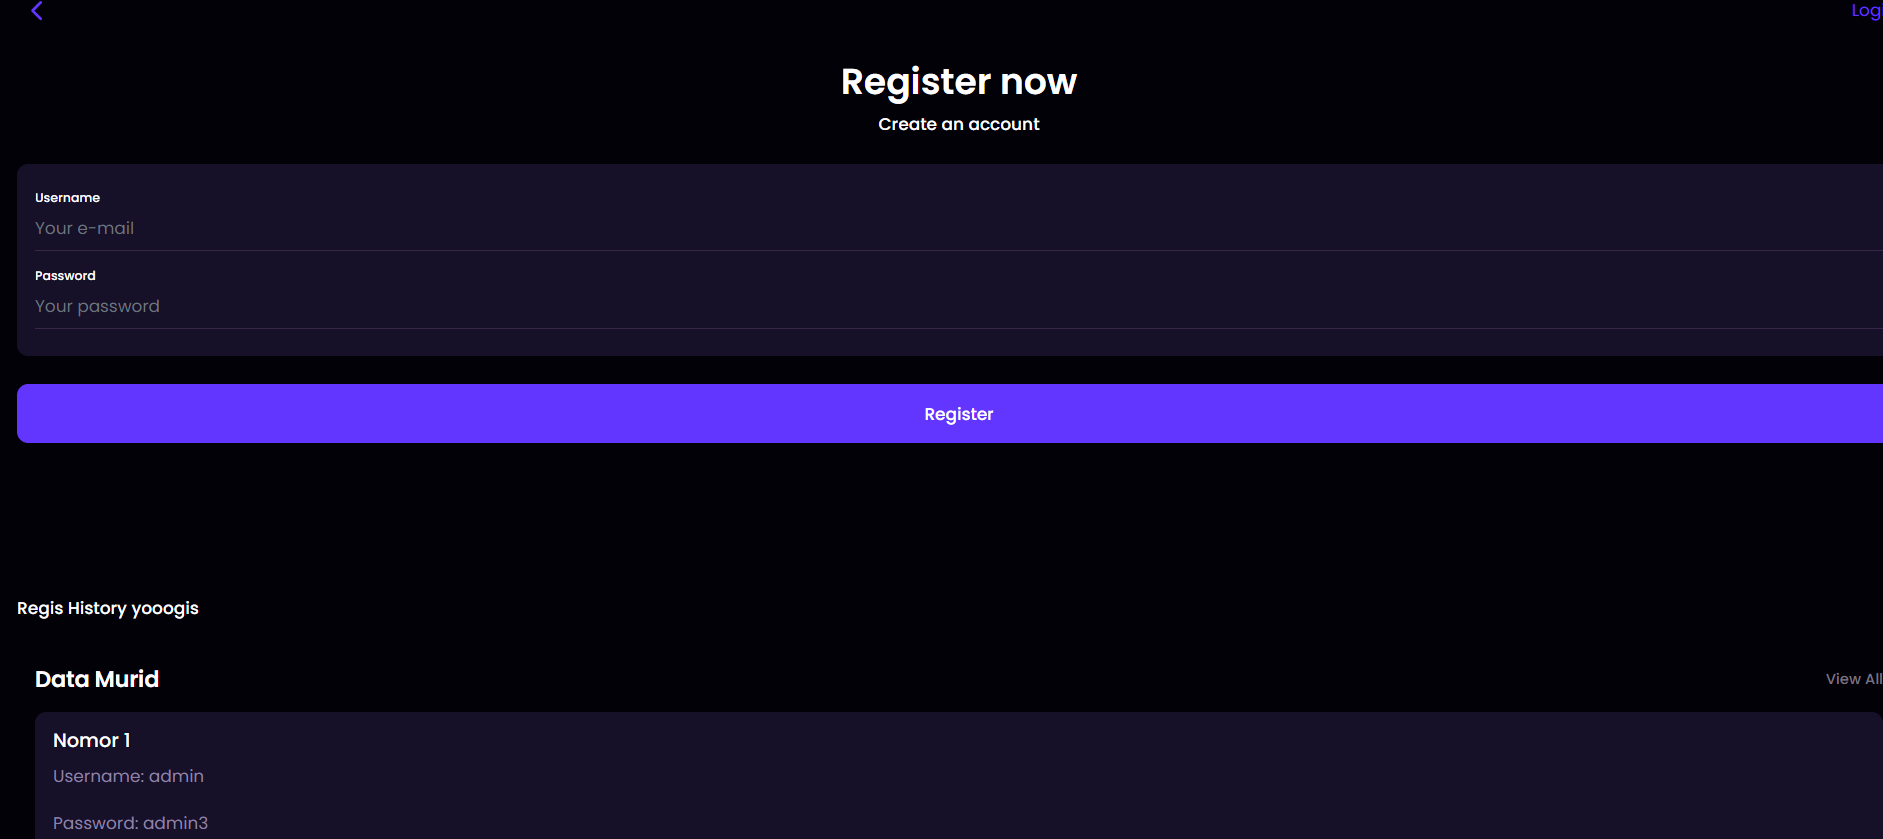 Log
Register now
Create an account
Username
Your e-mail
Password
Your password
Register
Regis History yooogis
Data Murid
View All
Nomor 1
Username: admin
Password: admin3